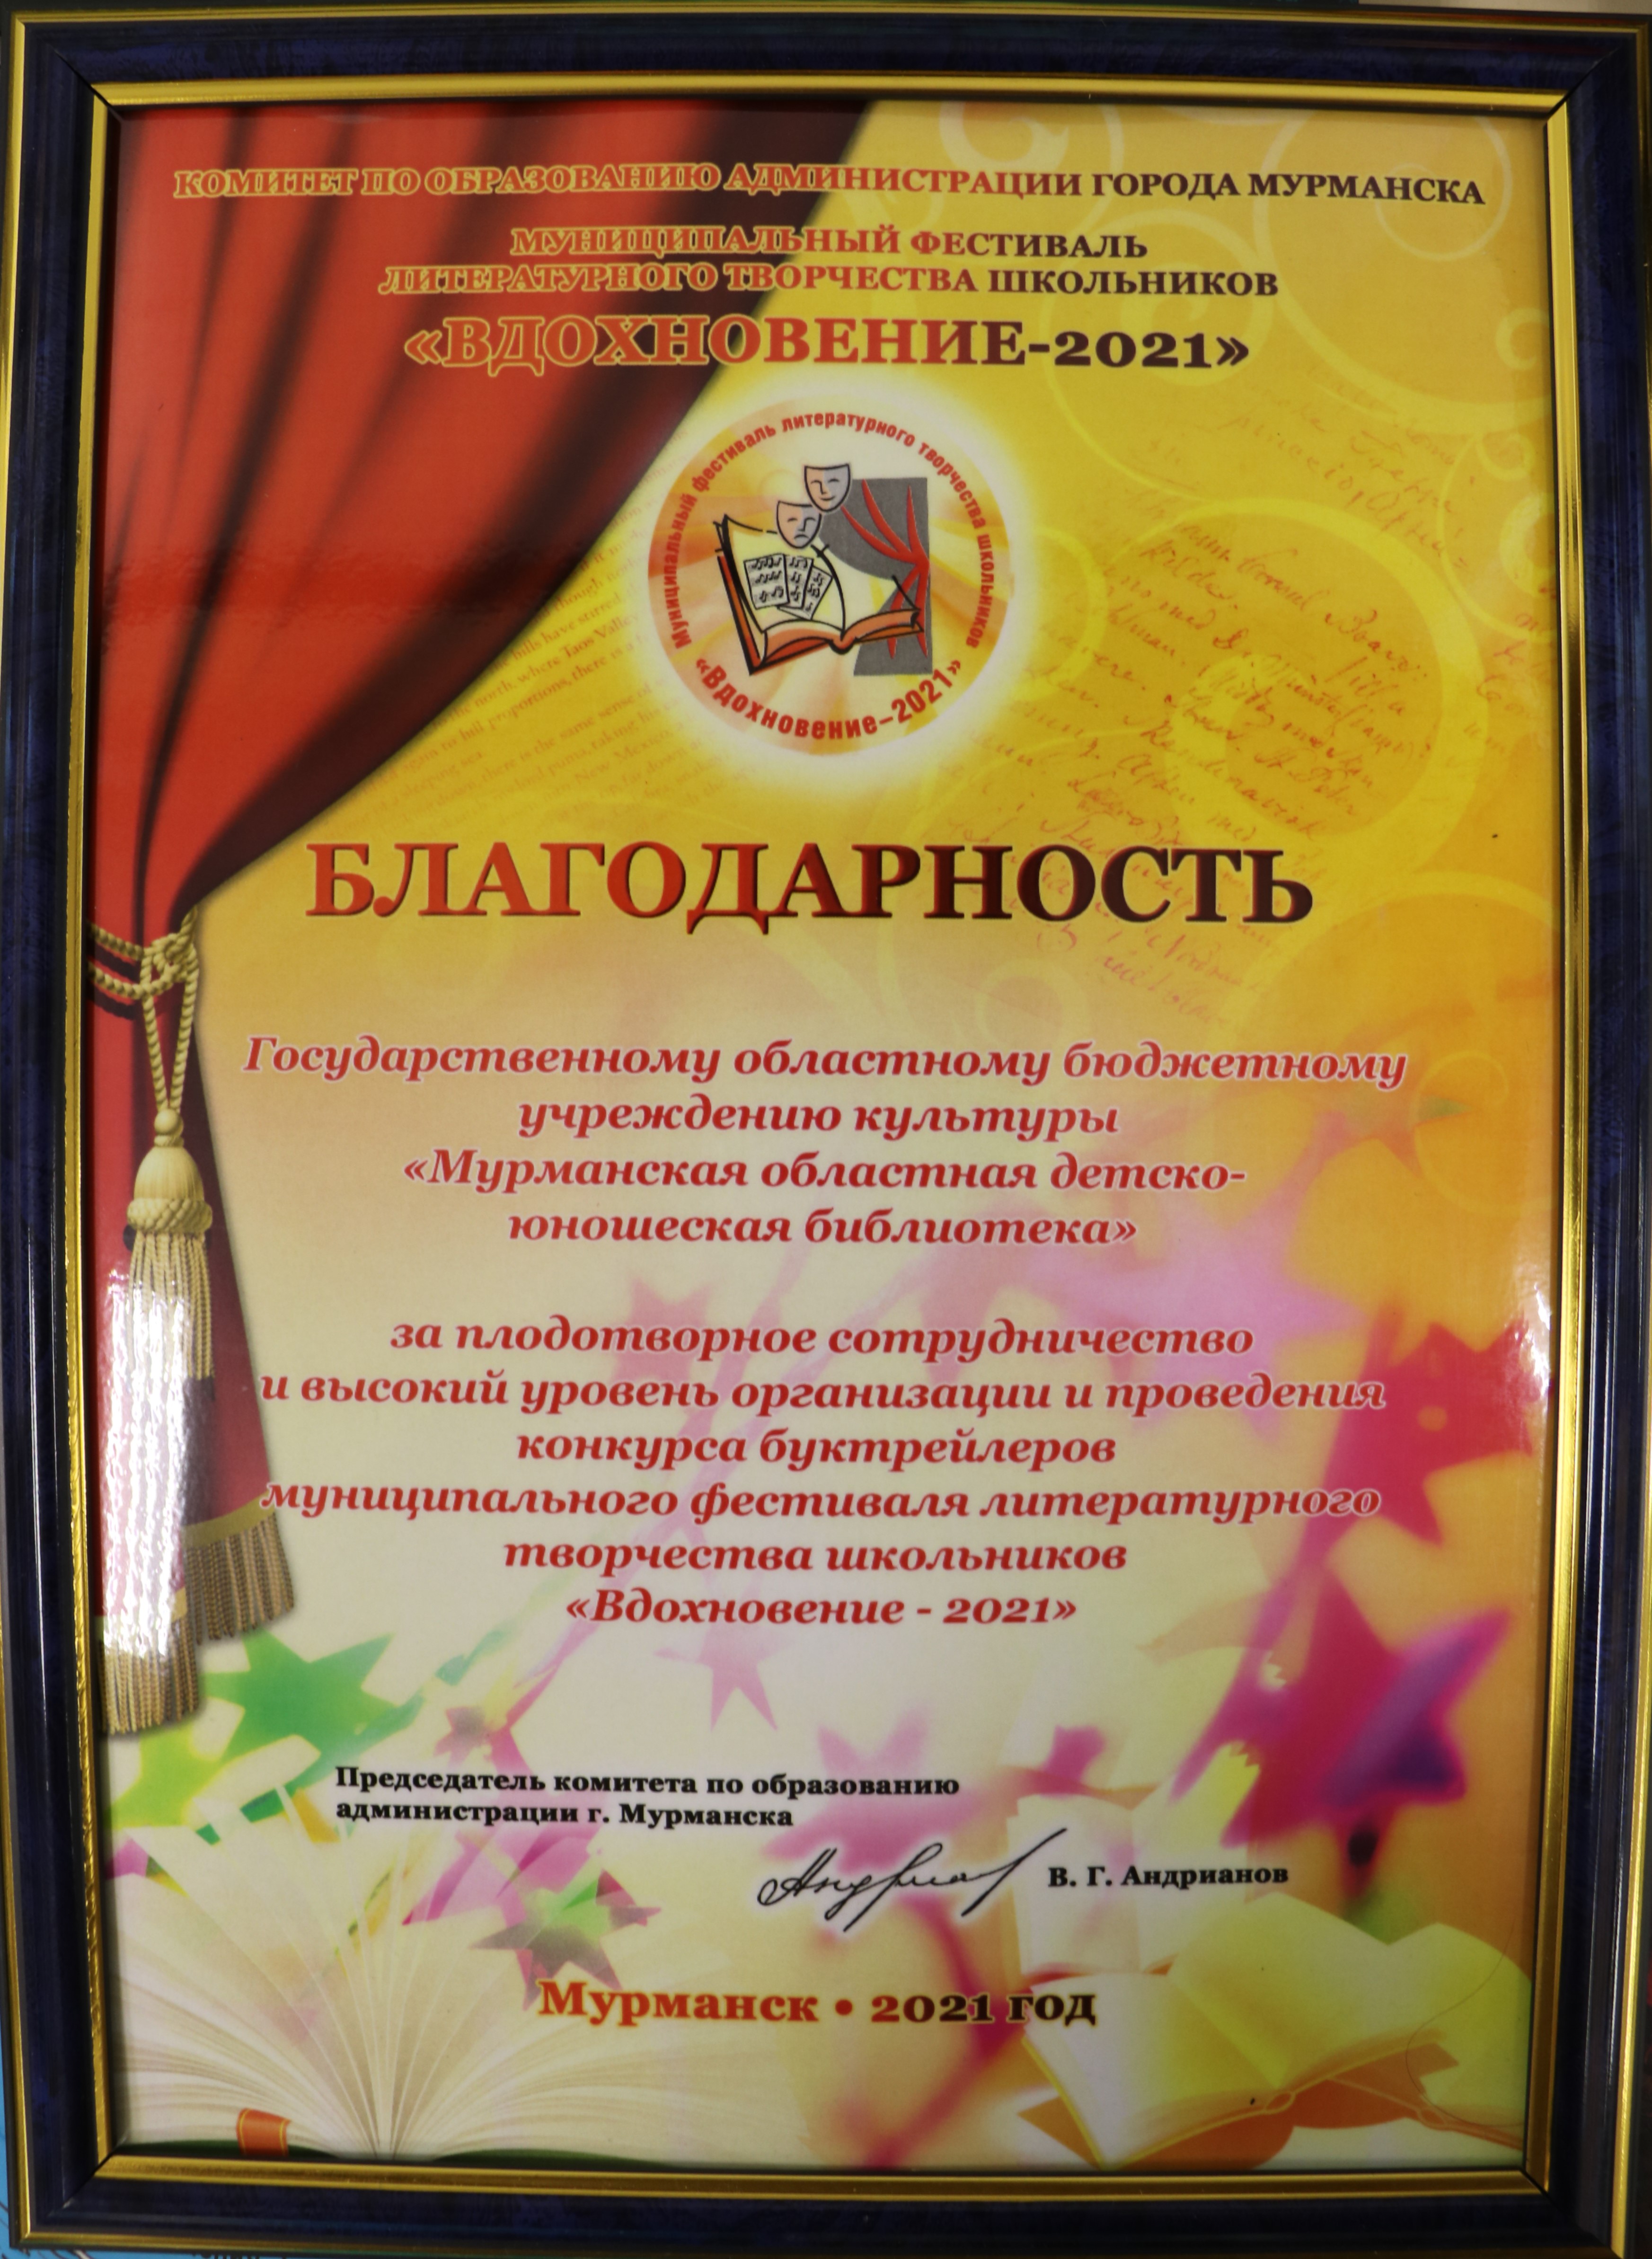 КОМИТЕТ ПО ОБРАЗОВАНИЮ АДМИНИСТРАЦИИ ГОРОДА МУРМАНСКА
МУНИЦИПАЛЬНЫЙ ФЕСТИВАЛЬ
ЛИТЕРАТУРНОГО ТВОРЧЕСТВА ШКОЛЬНИКОВ
«ВДОХНОВЕНИЕ-2021»
Муниципальный фестиваль литературного творчества школьников
«Вдохновение-2021»
БЛАГОДАРНОСТЬ
Государственному областному бюджетному
учреждению культуры
«Мурманская областная детско-
юношеская библиотека»
за плодотворное сотрудничество
и высокий уровень организации и проведения
конкурса буктрейлеров
муниципального фестиваля литературного
творчества школьников
«Вдохновение - 2021»
Председатель комитета по образованию
администрации г. Мурманска
В. Г. Андрианов
Мурманск • 2021 год